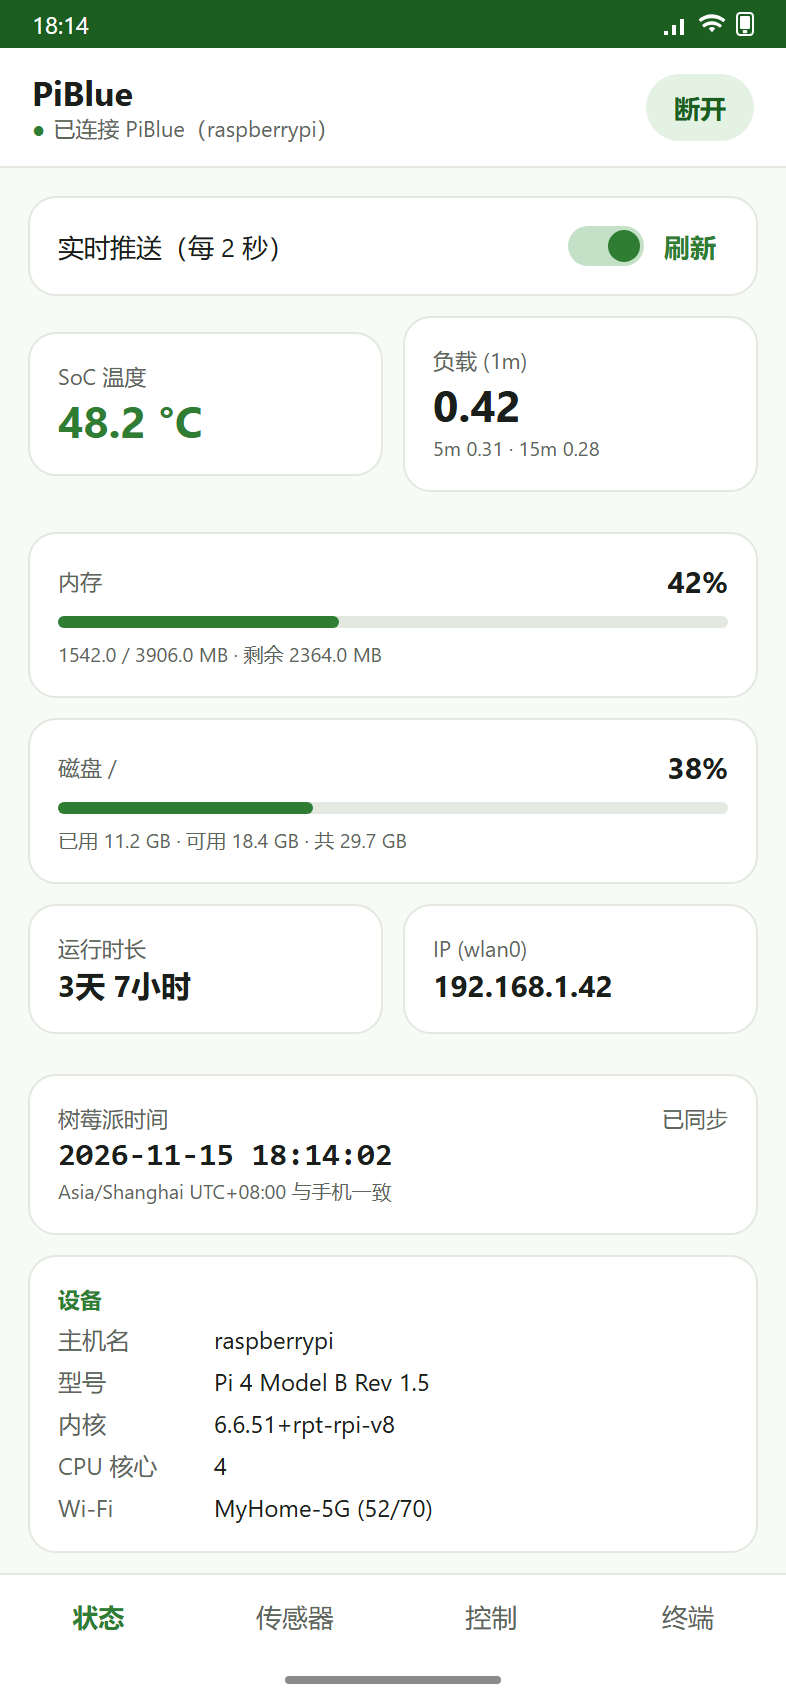 18:14
PiBlue
已连接 PiBlue（raspberrypi）
断开
实时推送（每 2 秒）
刷新
SoC 温度
48.2 °C
负载 (1m)
0.42
5m 0.31 · 15m 0.28
内存
42%
1542.0 / 3906.0 MB · 剩余 2364.0 MB
磁盘 /
38%
已用 11.2 GB · 可用 18.4 GB · 共 29.7 GB
运行时长
3天 7小时
IP (wlan0)
192.168.1.42
树莓派时间
已同步
2026-11-15 18:14:02
Asia/Shanghai UTC+08:00 与手机一致
设备
主机名 raspberrypi
型号 Pi 4 Model B Rev 1.5
内核 6.6.51+rpt-rpi-v8
CPU 核心 4
Wi-Fi MyHome-5G (52/70)
状态 传感器 控制 终端